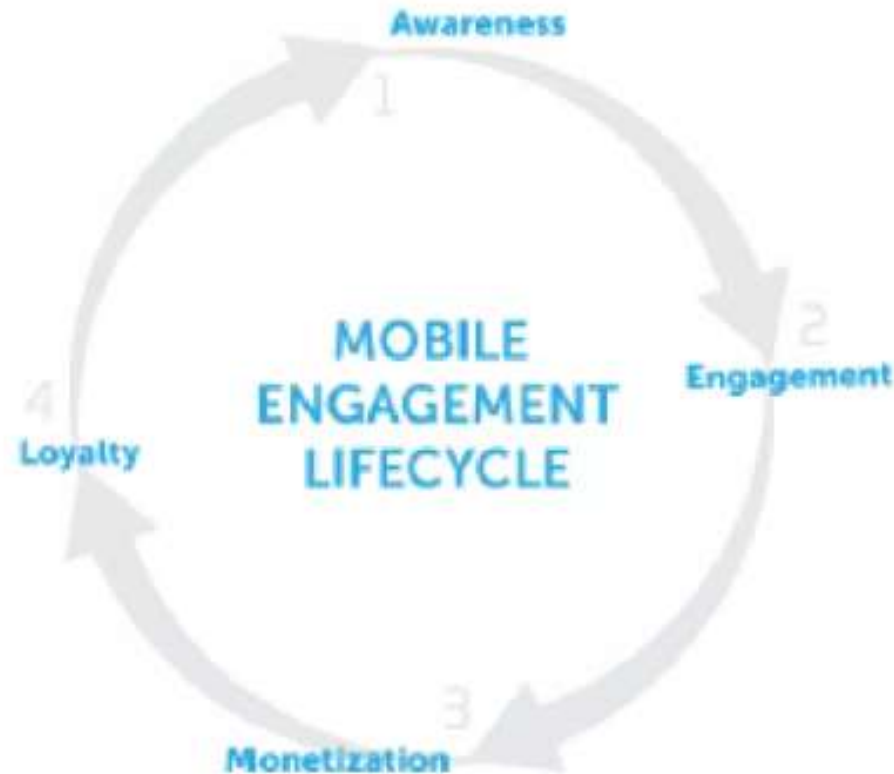 Awareness
1
2
Engagement
MOBILE
ENGAGEMENT
LIFECYCLE
4
Loyalty
3
Monetization